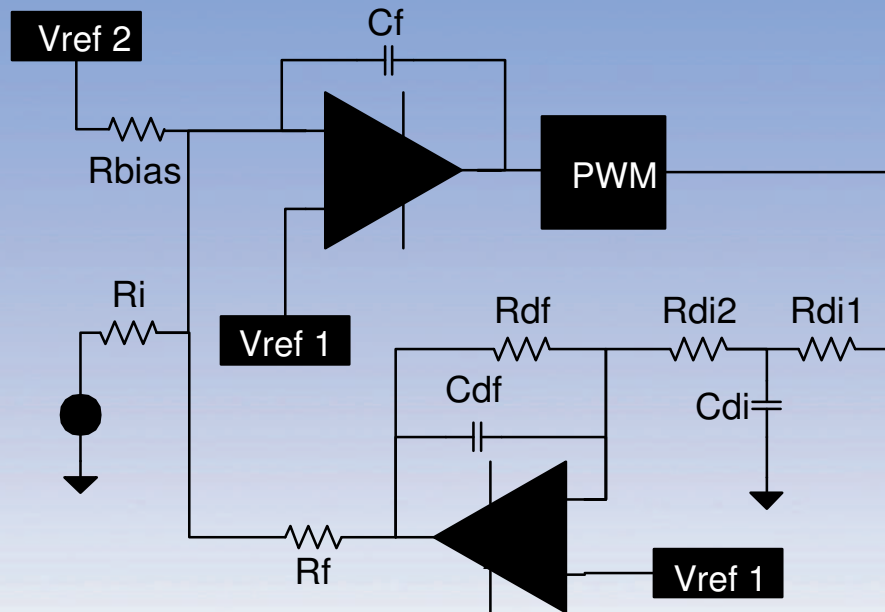 Vref 2
Cf
Rbias
PWM
Ri
Vref 1
Rdf
Rdi2
Rdi1
Cdf
Cdi
Rf
Vref 1